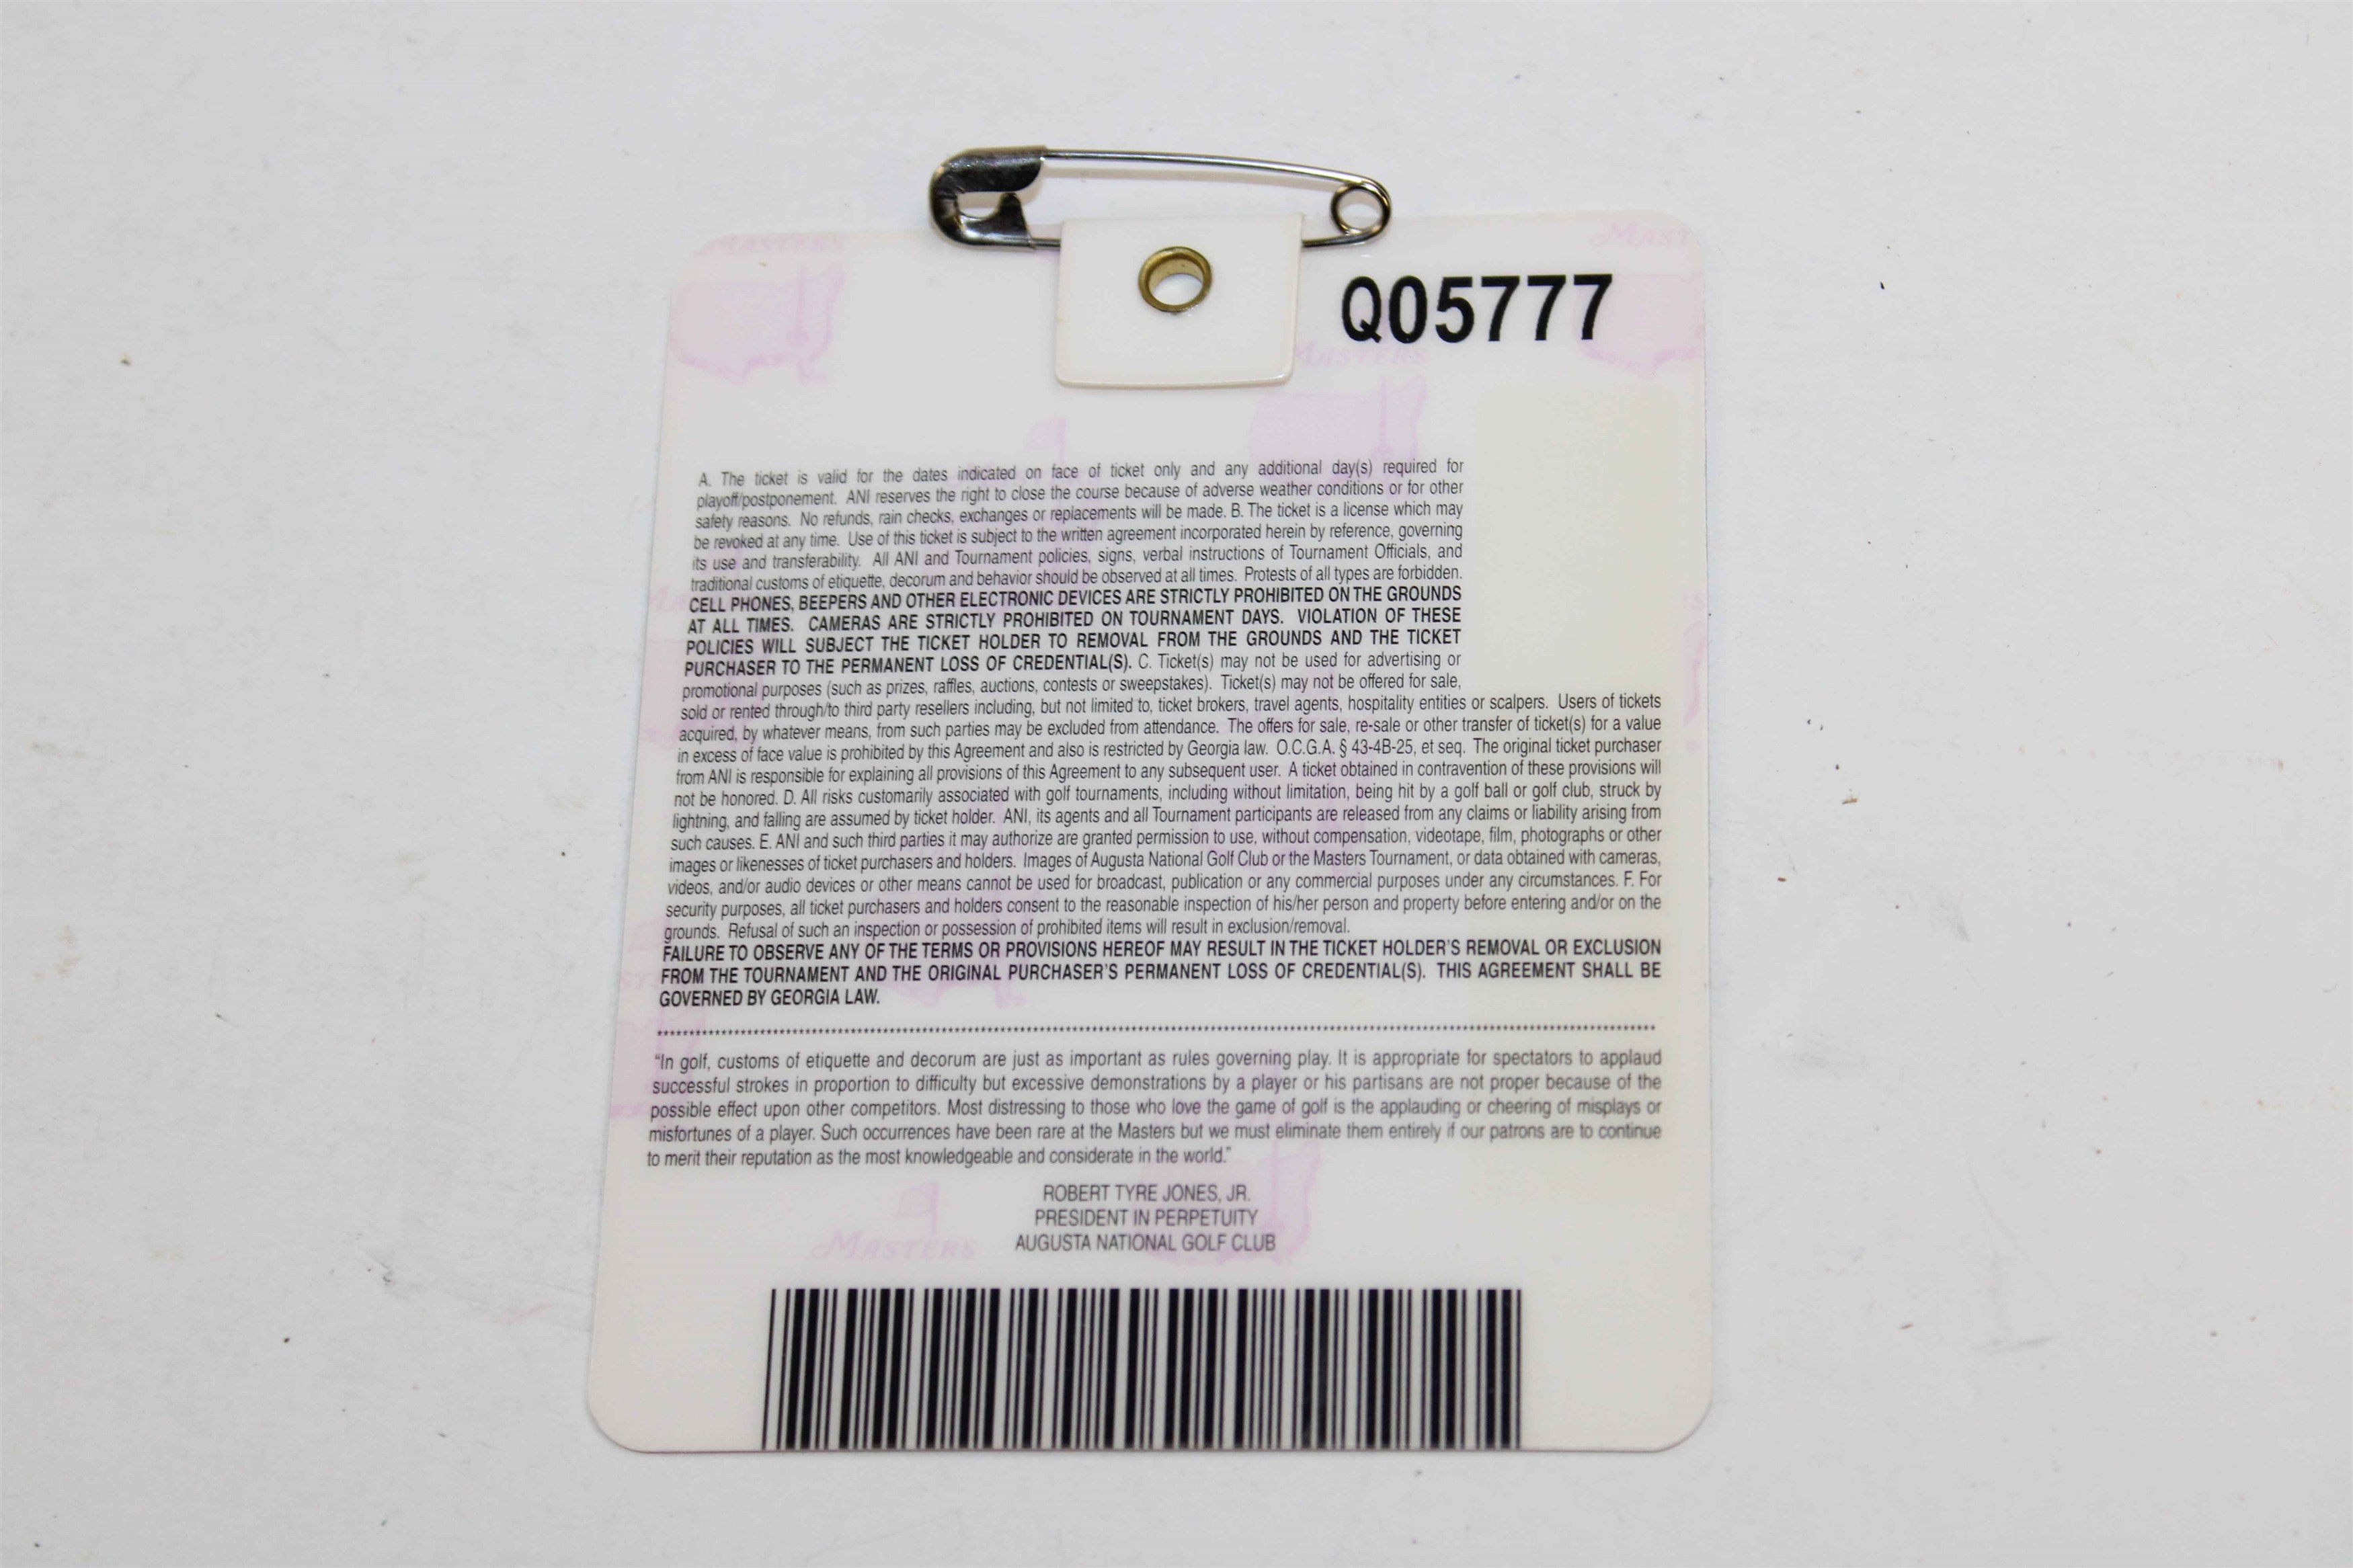 MASTERS
MAST
Q05777
MASTERS
A. The ticket is valid for the dates indicated on face of ticket only and any additional day(s) required for
playoff/postponement. ANI reserves the right to close the course because of adverse weather conditions or for other
safety reasons. No refunds, rain checks, exchanges or replacements will be made. B. The ticket is a license which may
be revoked at any time. Use of this ticket is subject to the written agreement incorporated herein by reference, governing
its use and transferability. All ANI and Tournament policies, signs, verbal instructions of Tournament Officials, and
traditional customs of etiquette, decorum and behavior should be observed at all times. Protests of all types are forbidden.
CELL PHONES, BEEPERS AND OTHER ELECTRONIC DEVICES ARE STRICTLY PROHIBITED ON THE GROUNDS
AT ALL TIMES. CAMERAS ARE STRICTLY PROHIBITED ON TOURNAMENT DAYS. VIOLATION OF THESE
POLICIES WILL SUBJECT THE TICKET HOLDER TO REMOVAL FROM THE GROUNDS AND THE TICKET
PURCHASER TO THE PERMANENT LOSS OF CREDENTIAL(S). C. Ticket(s) may not be used for advertising or
promotional purposes (such as prizes, raffles, auctions, contests or sweepstakes). Ticket(s) may not be offered for sale,
sold or rented through/to third party resellers including, but not limited to, ticket brokers, travel agents, hospitality entities or scalpers. Users of tickets
acquired, by whatever means, from such parties may be excluded from attendance. The offers for sale, re-sale or other transfer of ticket(s) for a value
in excess of face value is prohibited by this Agreement and also is restricted by Georgia law. O.C.G.A. § 43-4B-25, et seq. The original ticket purchaser
from ANI is responsible for explaining all provisions of this Agreement to any subsequent user. A ticket obtained in contravention of these provisions will
not be honored. D. All risks customarily associated with golf tournaments, including without limitation, being hit by a golf ball or golf club, struck by
lightning, and falling are assumed by ticket holder. ANI, its agents and all Tournament participants are released from any claims or liability arising from
such causes. E. ANI and such third parties it may authorize are granted permission to use, without compensation, videotape, film, photographs or other
images or likenesses of ticket purchasers and holders. Images of Augusta National Golf Club or the Masters Tournament, or data obtained with cameras,
videos, and/or audio devices or other means cannot be used for broadcast, publication or any commercial purposes under any circumstances. F. For
security purposes, all ticket purchasers and holders consent to the reasonable inspection of his/her person and property before entering and/or on the
grounds. Refusal of such an inspection or possession of prohibited items will result in exclusion/removal.
FAILURE TO OBSERVE ANY OF THE TERMS OR PROVISIONS HEREOF MAY RESULT IN THE TICKET HOLDER'S REMOVAL OR EXCLUSION
FROM THE TOURNAMENT AND THE ORIGINAL PURCHASER'S PERMANENT LOSS OF CREDENTIAL(S). THIS AGREEMENT SHALL BE
GOVERNED BY GEORGIA LAW.
"In golf, customs of etiquette and decorum are just as important as rules governing play. It is appropriate for spectators to applaud
successful strokes in proportion to difficulty but excessive demonstrations by a player or his partisans are not proper because of the
possible effect upon other competitors. Most distressing to those who love the game of golf is the applauding or cheering of misplays or
misfortunes of a player. Such occurrences have been rare at the Masters but we must eliminate them entirely if our patrons are to continue
to merit their reputation as the most knowledgeable and considerate in the world."
ROBERT TYRE JONES, JR.
PRESIDENT IN PERPETUITY
AUGUSTA NATIONAL GOLF CLUB
MASTERS